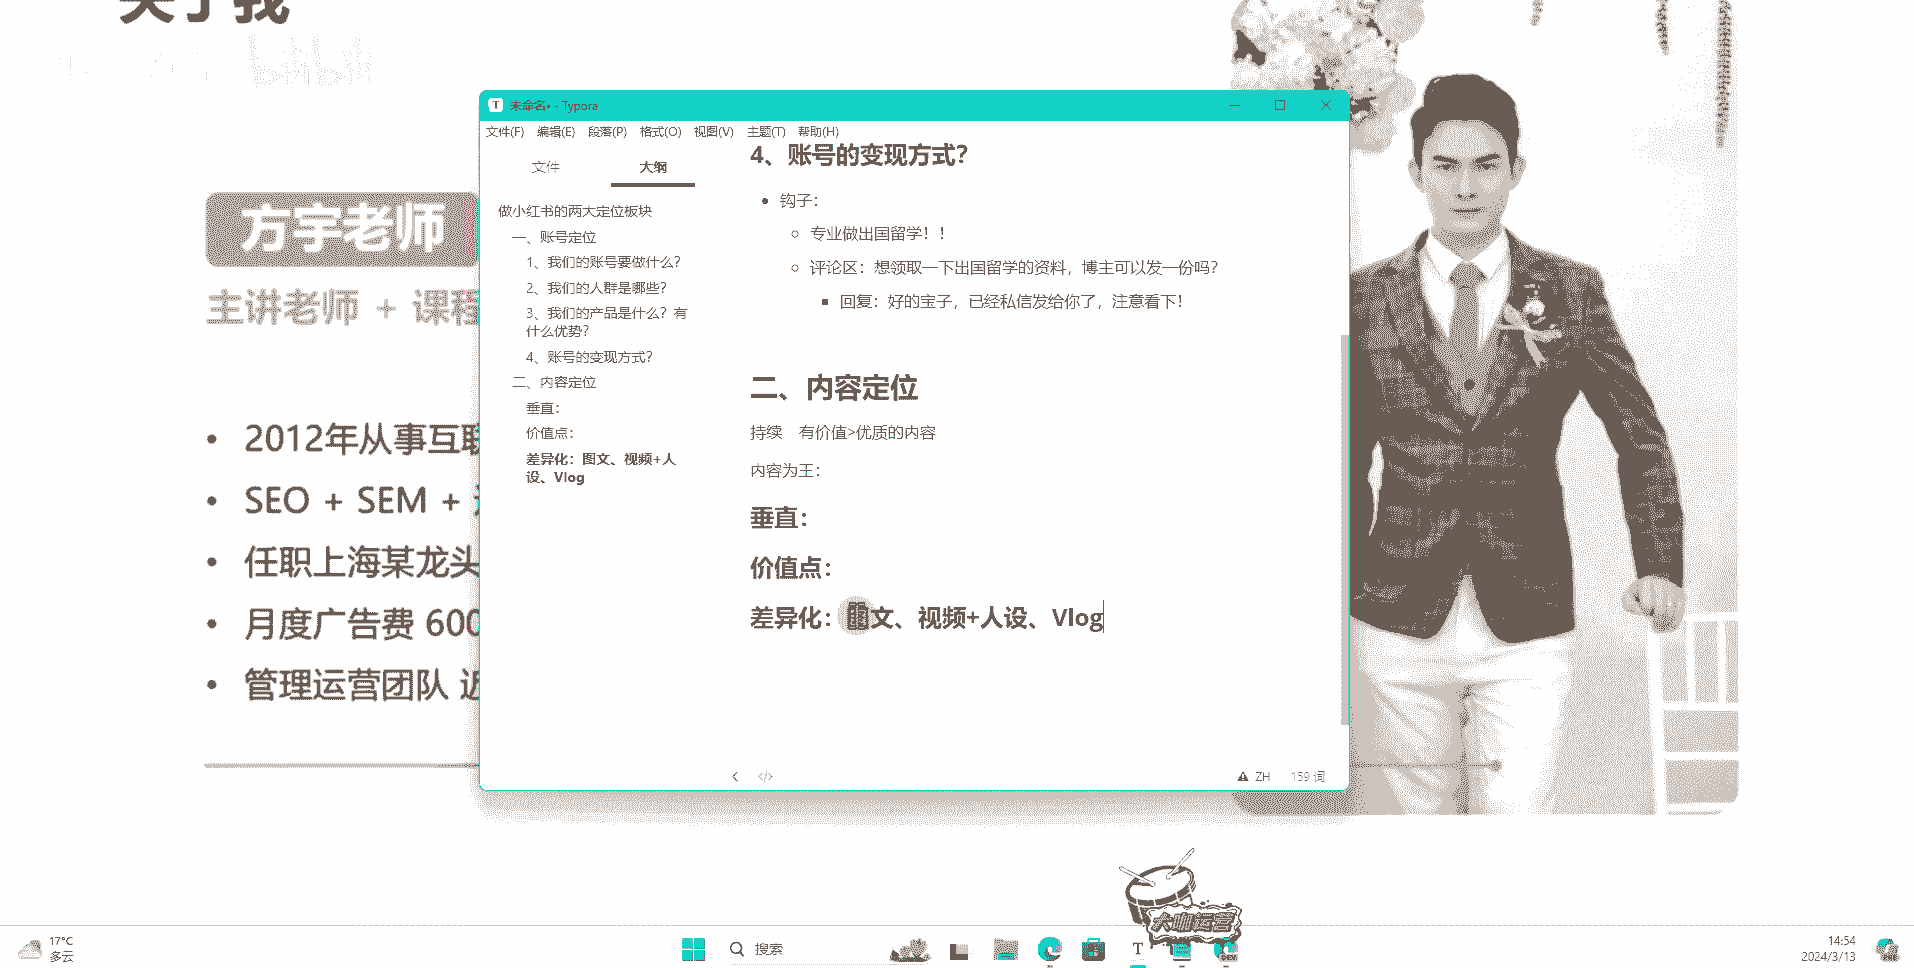 关于我
bilibili
方宇老师
主讲老师 + 课程
2012年从事互联
SEO + SEM +
任职上海某龙头
月度广告费 600
管理运营团队 近
未命名• - Typora
文件(F) 编辑(E) 段落(P) 格式(O) 视图(V) 主题(T) 帮助(H)
文件 大纲
做小红书的两大定位板块
一、账号定位
1、我们的账号要做什么？
2、我们的人群是哪些？
3、我们的产品是什么？有
什么优势？
4、账号的变现方式？
二、内容定位
垂直：
价值点：
差异化：图文、视频+人
设、Vlog
4、账号的变现方式？
钩子：
专业做出国留学！！
评论区：想领取一下出国留学的资料，博主可以发一份吗？
回复：好的宝子，已经私信发给你了，注意看下！
二、内容定位
持续 有价值>优质的内容
内容为王：
垂直：
价值点：
差异化：图文、视频+人设、Vlog
ZH 159 词
大咖运营
17°C
多云
搜索
T
DEV
14:54
2024/3/13